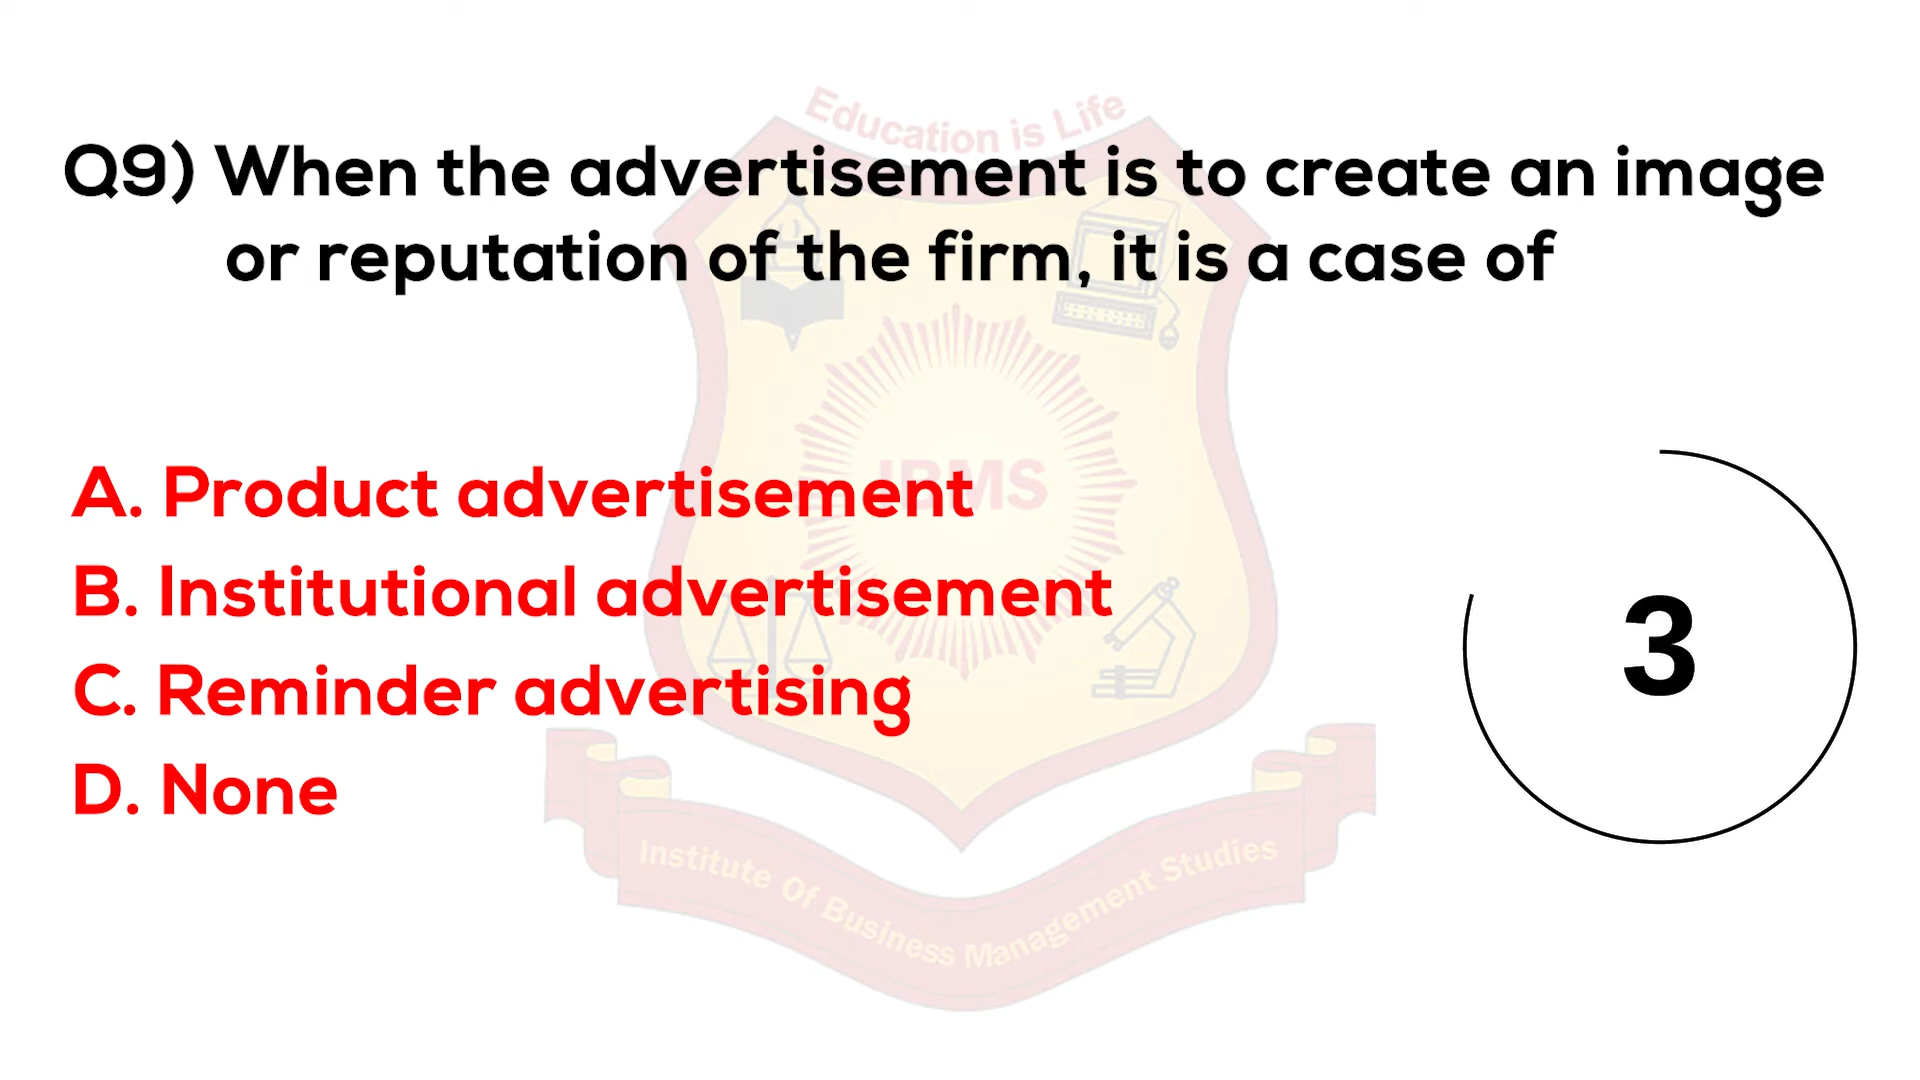 Education is Life
Q9) When the advertisement is to create an image
or reputation of the firm, it is a case of
A. Product advertisement
B. Institutional advertisement
C. Reminder advertising
D. None
3
IBMS
Institute Of Business Management Studies